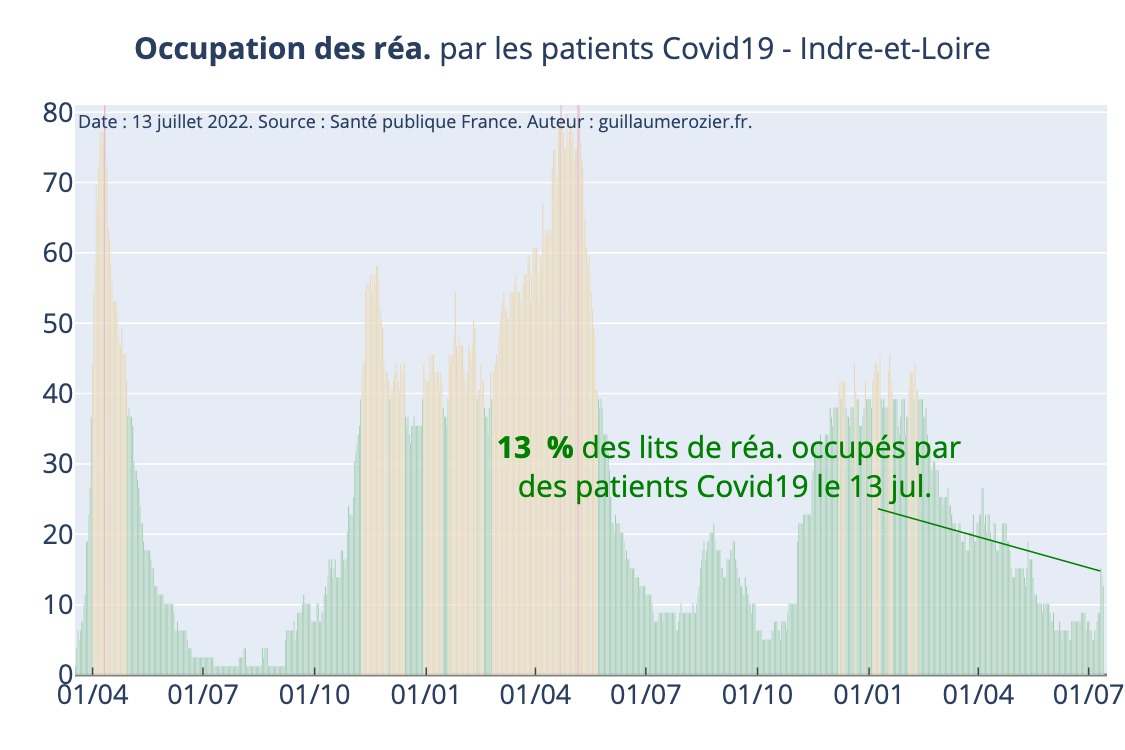 Occupation des réa. par les patients Covid19 - Indre-et-Loire
80
Date : 13 juillet 2022. Source : Santé publique France. Auteur : guillaumerozier.fr.
70
60
50
40
13 % des lits de réa. occupés par
30
des patients Covid19 le 13 jul.
20
10
0
01/04 01/07 01/10 01/01 01/04 01/07 01/10 01/01 01/04 01/07